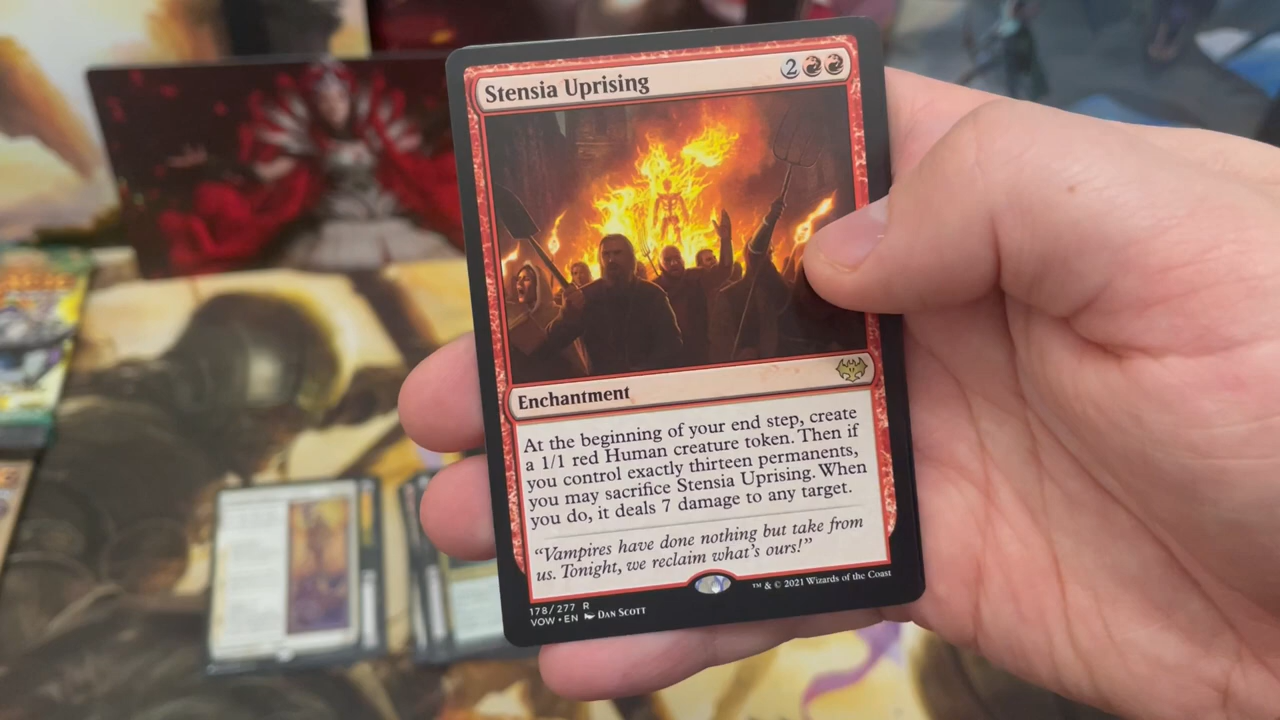 Stensia Uprising 2
Enchantment
At the beginning of your end step, create
a 1/1 red Human creature token. Then if
you control exactly thirteen permanents,
you may sacrifice Stensia Uprising. When
you do, it deals 7 damage to any target.
“Vampires have done nothing but take from
us. Tonight, we reclaim what’s ours!”
178/277 R
VOW • EN Dan Scott
™ & © 2021 Wizards of the Coast